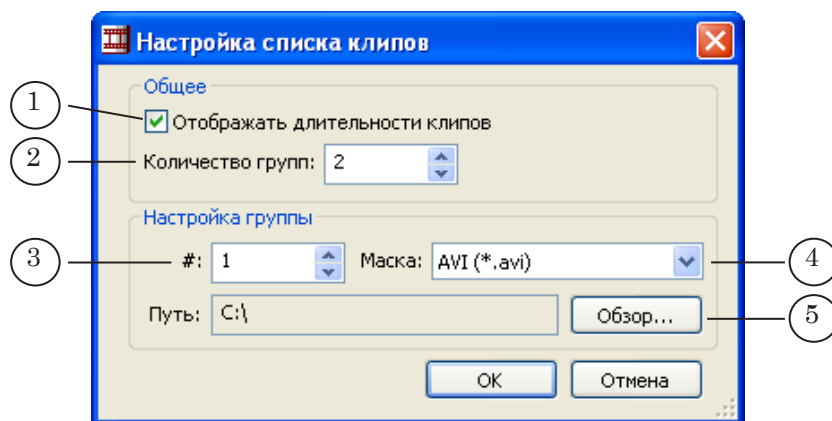 Настройка списка клипов
Общее
1
Отображать длительности клипов
2
Количество групп: 2
Настройка группы
3
#: 1 Маска: AVI (*.avi)
4
Путь: C:\ Обзор...
5
OK Отмена